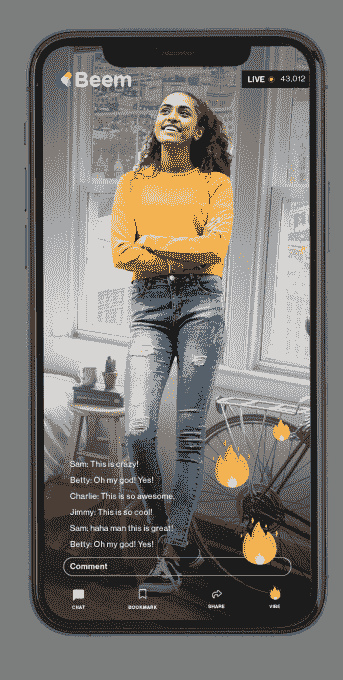 Beem
LIVE 43,012
Sam: This is crazy!
Betty: Oh my god! Yes!
Charlie: This is so awesome.
Jimmy: This is so cool!
Sam: haha man this is great!
Betty: Oh my god! Yes!
Comment
CHAT BOOKMARK SHARE VIBE